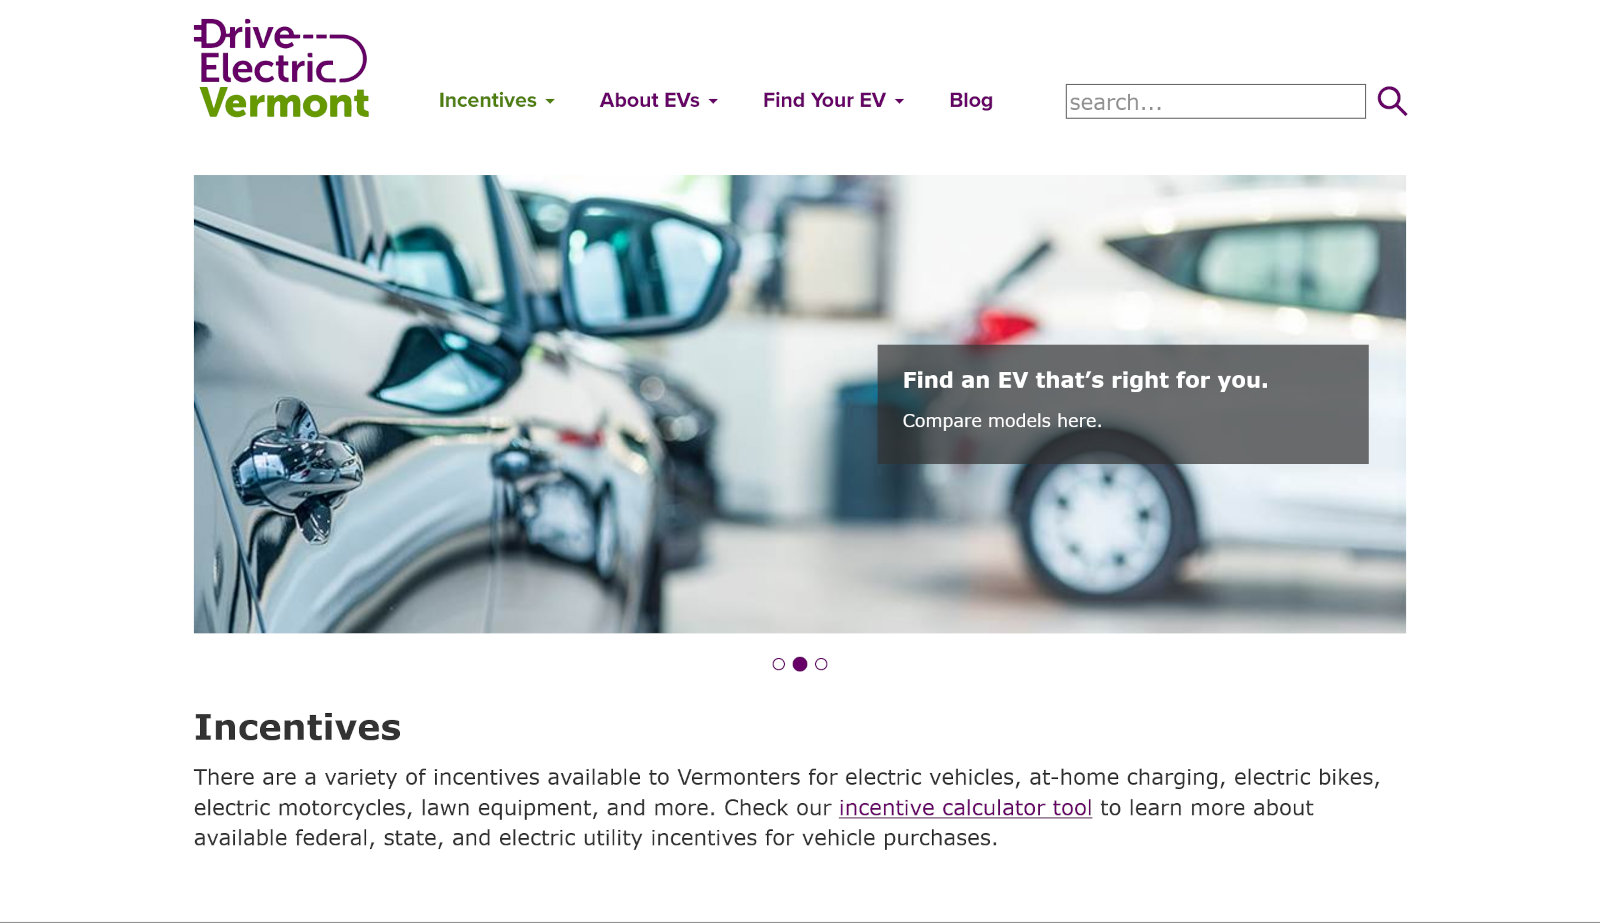 Drive
Electric
Vermont
Incentives
About EVs
Find Your EV
Blog
search...
Find an EV that’s right for you.
Compare models here.
Incentives
There are a variety of incentives available to Vermonters for electric vehicles, at-home charging, electric bikes,
electric motorcycles, lawn equipment, and more. Check our incentive calculator tool to learn more about
available federal, state, and electric utility incentives for vehicle purchases.